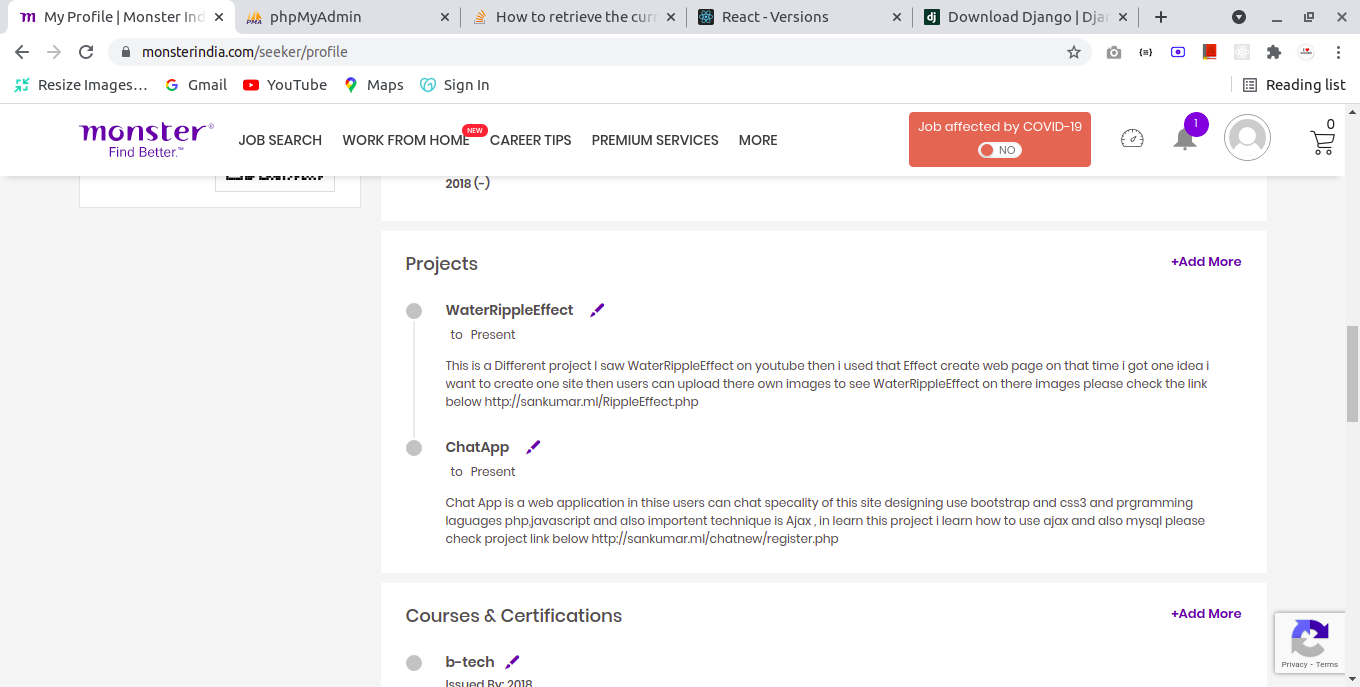 My Profile | Monster Ind
phpMyAdmin
How to retrieve the curr
React - Versions
Download Django | Djan
monsterindia.com/seeker/profile
Resize Images…
Gmail
YouTube
Maps
Sign In
Reading list
monster®
Find Better.™
JOB SEARCH
WORK FROM HOME
NEW
CAREER TIPS
PREMIUM SERVICES
MORE
Job affected by COVID-19
NO
1
0
2018 (-)
Projects
+Add More
WaterRippleEffect
to Present
This is a Different project I saw WaterRippleEffect on youtube then i used that Effect create web page on that time i got one idea i
want to create one site then users can upload there own images to see WaterRippleEffect on there images please check the link
below http://sankumar.ml/RippleEffect.php
ChatApp
to Present
Chat App is a web application in thise users can chat specality of this site designing use bootstrap and css3 and prgramming
laguages php,javascript and also importent technique is Ajax , in learn this project i learn how to use ajax and also mysql please
check project link below http://sankumar.ml/chatnew/register.php
Courses & Certifications
+Add More
b-tech
Issued By: 2018
Privacy - Terms